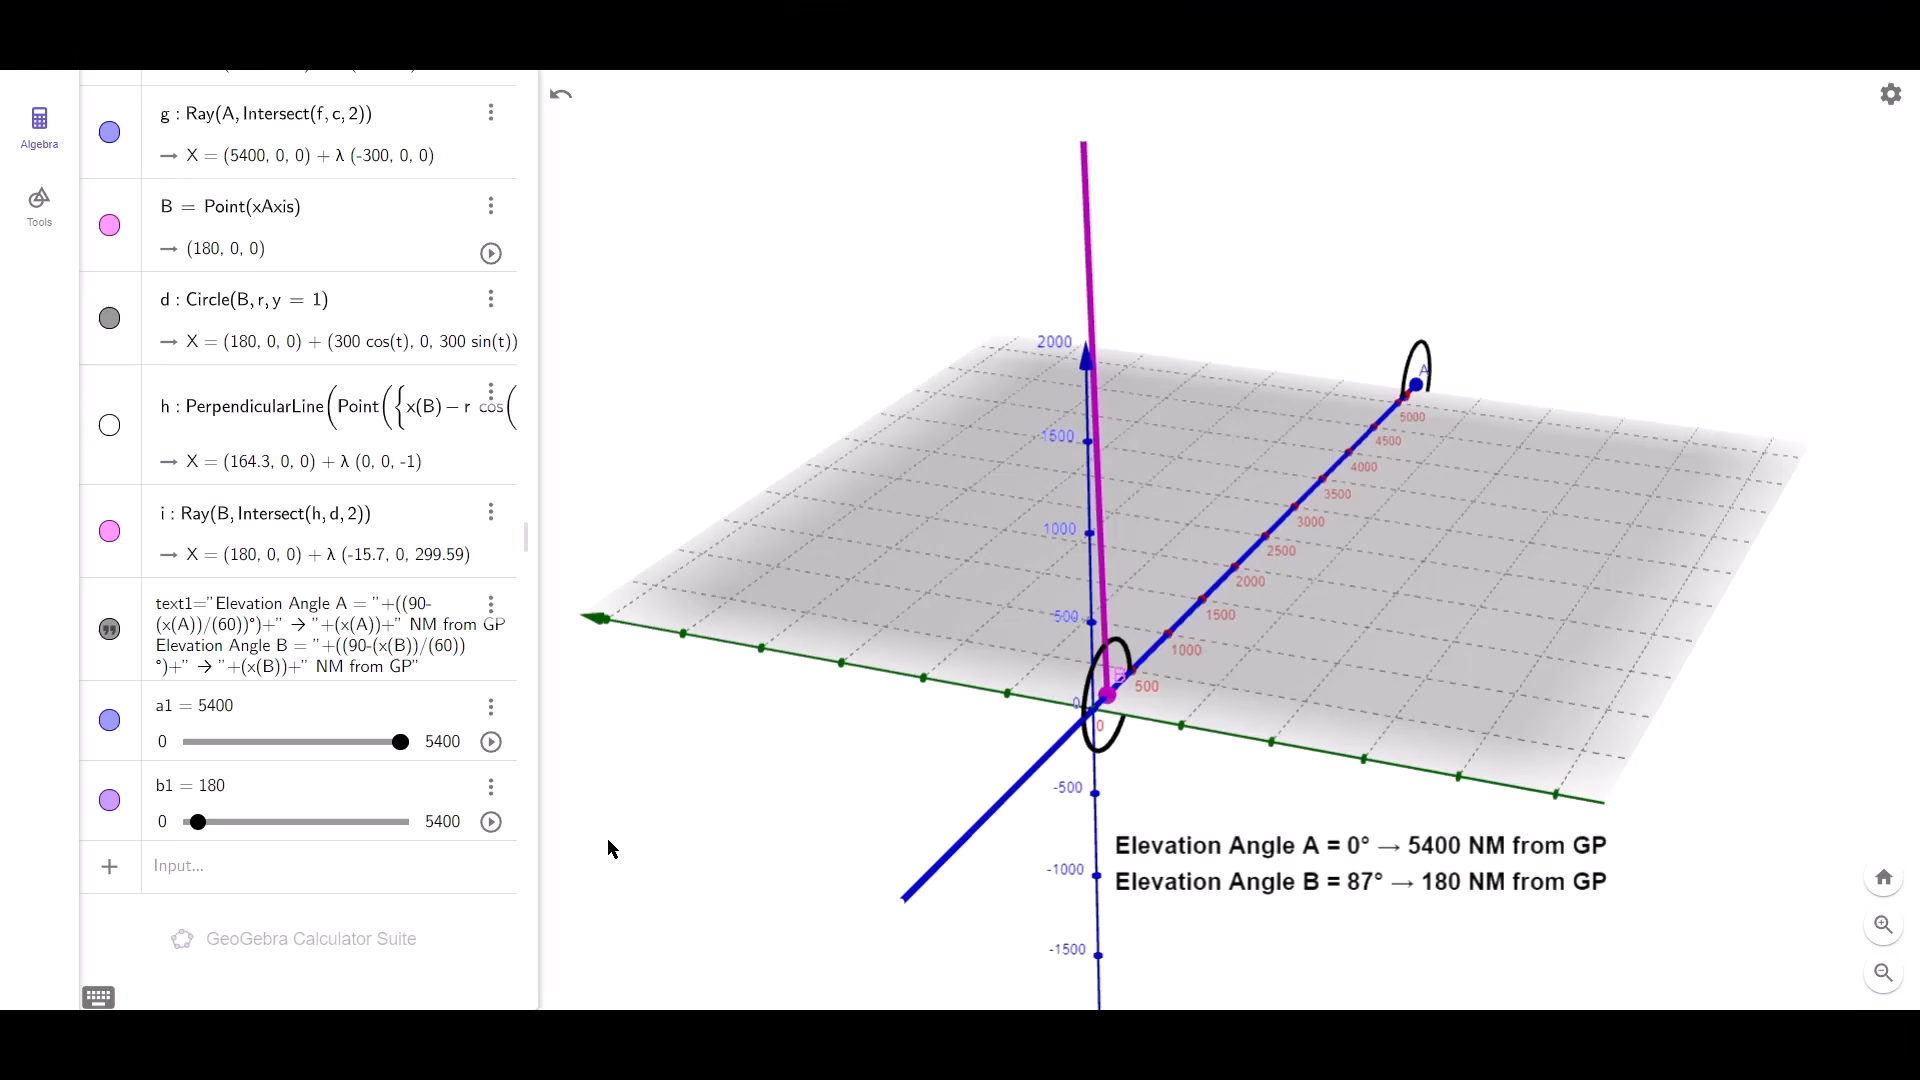 Algebra
Tools
g : Ray(A, Intersect(f, c, 2))
→ X = (5400, 0, 0) + λ (-300, 0, 0)
B = Point(xAxis)
→ (180, 0, 0)
d : Circle(B, r, y = 1)
→ X = (180, 0, 0) + (300 cos(t), 0, 300 sin(t))
h : PerpendicularLine(Point({x(B) − r cos(
→ X = (164.3, 0, 0) + λ (0, 0, -1)
i : Ray(B, Intersect(h, d, 2))
→ X = (180, 0, 0) + λ (-15.7, 0, 299.59)
text1="Elevation Angle A = "+((90-
(x(A))/(60))°)+" → "+(x(A))+" NM from GP
Elevation Angle B = "+((90-(x(B))/(60))
°)+" → "+(x(B))+" NM from GP"
a1 = 5400
0 5400
b1 = 180
0 5400
Input...
GeoGebra Calculator Suite
2000
1500
1000
500
0
-500
-1000
-1500
A
5000
4500
4000
3500
3000
2500
2000
1500
1000
500
0
B
Elevation Angle A = 0° → 5400 NM from GP
Elevation Angle B = 87° → 180 NM from GP